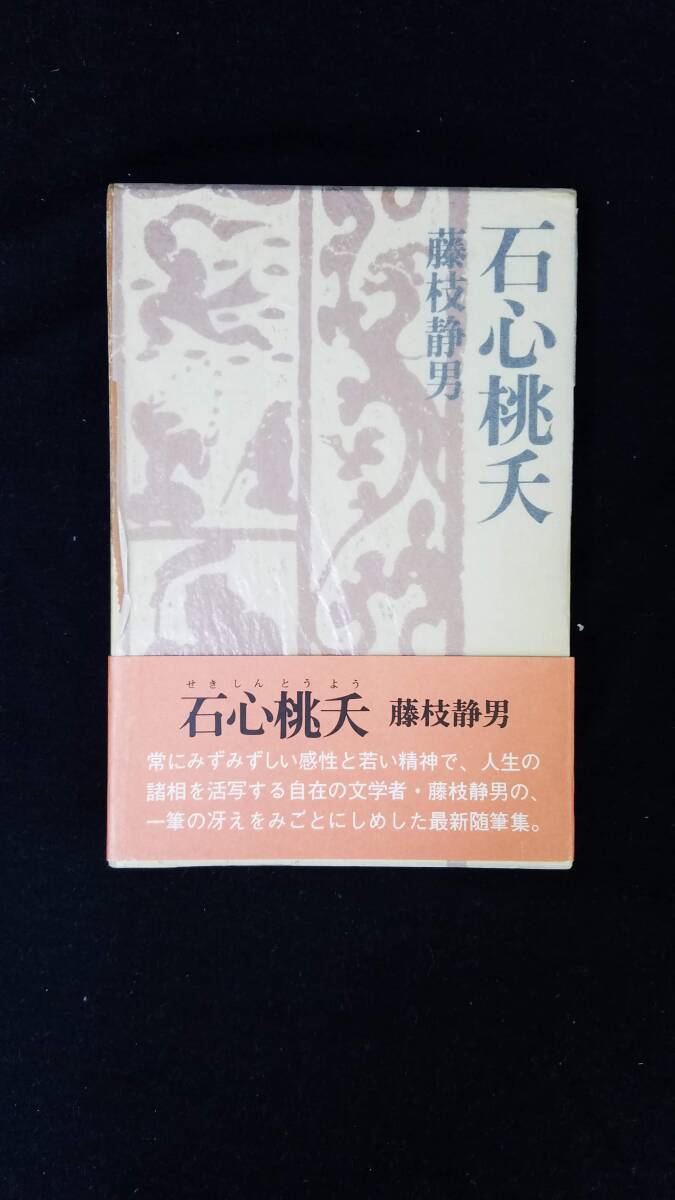 石心桃夭
藤枝静男
せきしんとうよう
石心桃夭 藤枝静男
常にみずみずしい感性と若い精神で、人生の
諸相を活写する自在の文学者・藤枝静男の、
一筆の冴えをみごとにしめした最新随筆集。